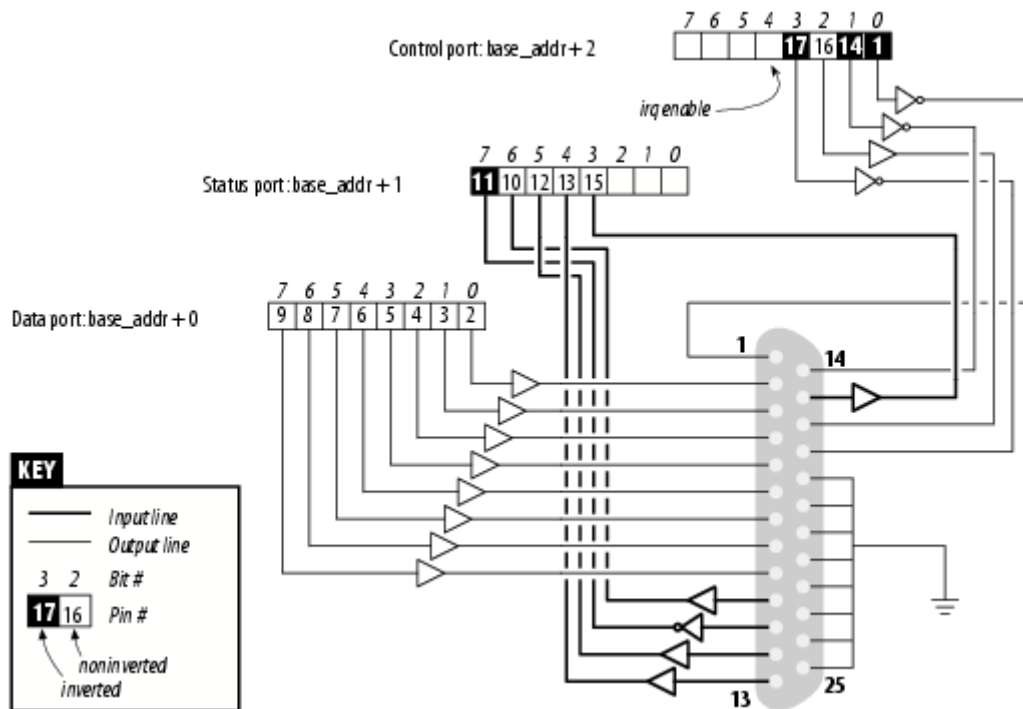 7 6 5 4 3 2 1 0
Control port: base_addr + 2
17 16 14 1
irq enable
7 6 5 4 3 2 1 0
Status port: base_addr + 1
11 10 12 13 15
7 6 5 4 3 2 1 0
Data port: base_addr + 0
9 8 7 6 5 4 3 2
1
14
KEY
Input line
Output line
3 2 Bit #
17 16 Pin #
noninverted
inverted
13
25